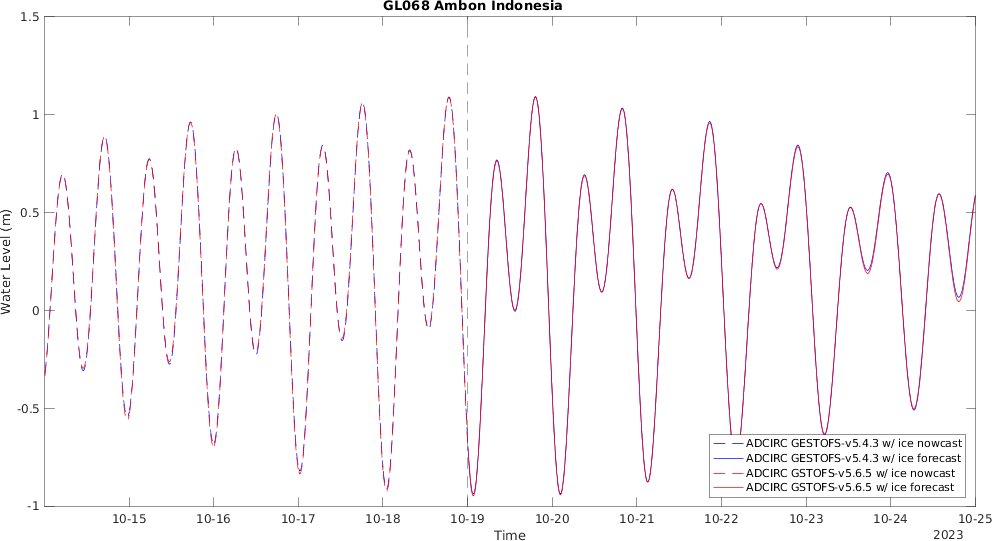 GL068 Ambon Indonesia
1.5
1
0.5
0
-0.5
-1
Water Level (m)
10-15
10-16
10-17
10-18
10-19
10-20
10-21
10-22
10-23
10-24
10-25
Time
2023
ADCIRC GESTOFS-v5.4.3 w/ ice nowcast
ADCIRC GESTOFS-v5.4.3 w/ ice forecast
ADCIRC GSTOFS-v5.6.5 w/ ice nowcast
ADCIRC GSTOFS-v5.6.5 w/ ice forecast